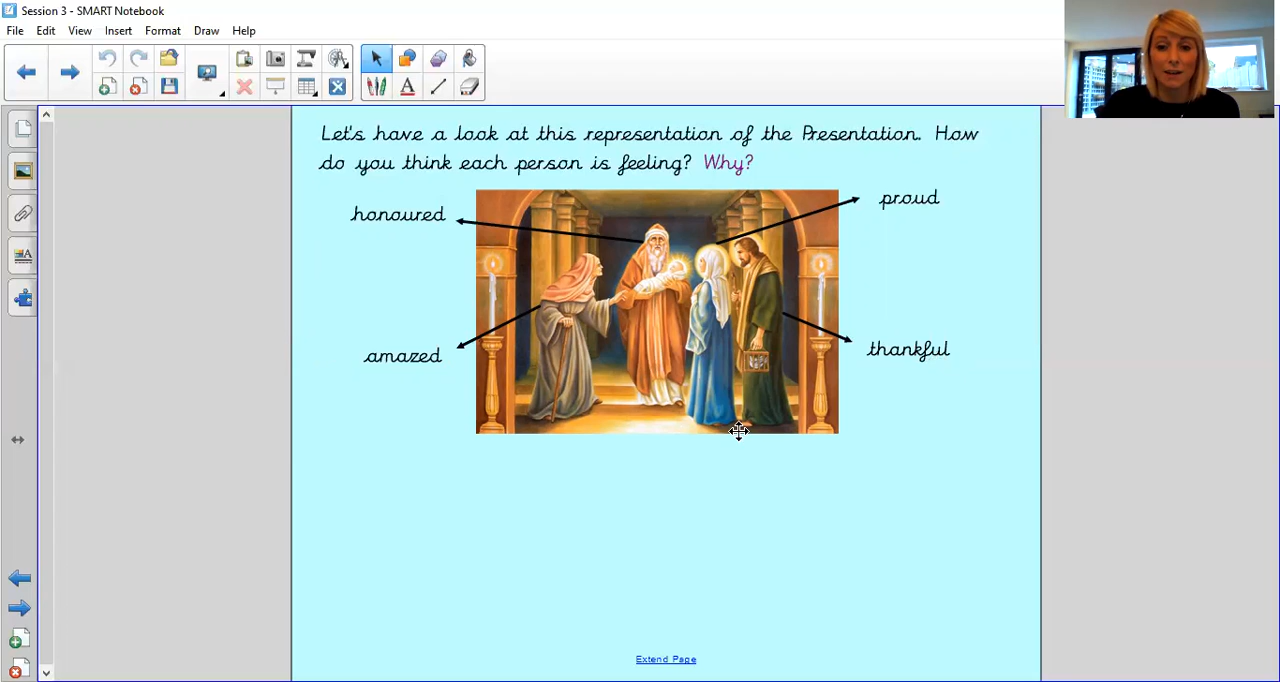 Session 3 - SMART Notebook
File Edit View Insert Format Draw Help
Let's have a look at this representation of the Presentation. How
do you think each person is feeling? Why?
honoured
proud
amazed
thankful
Extend Page